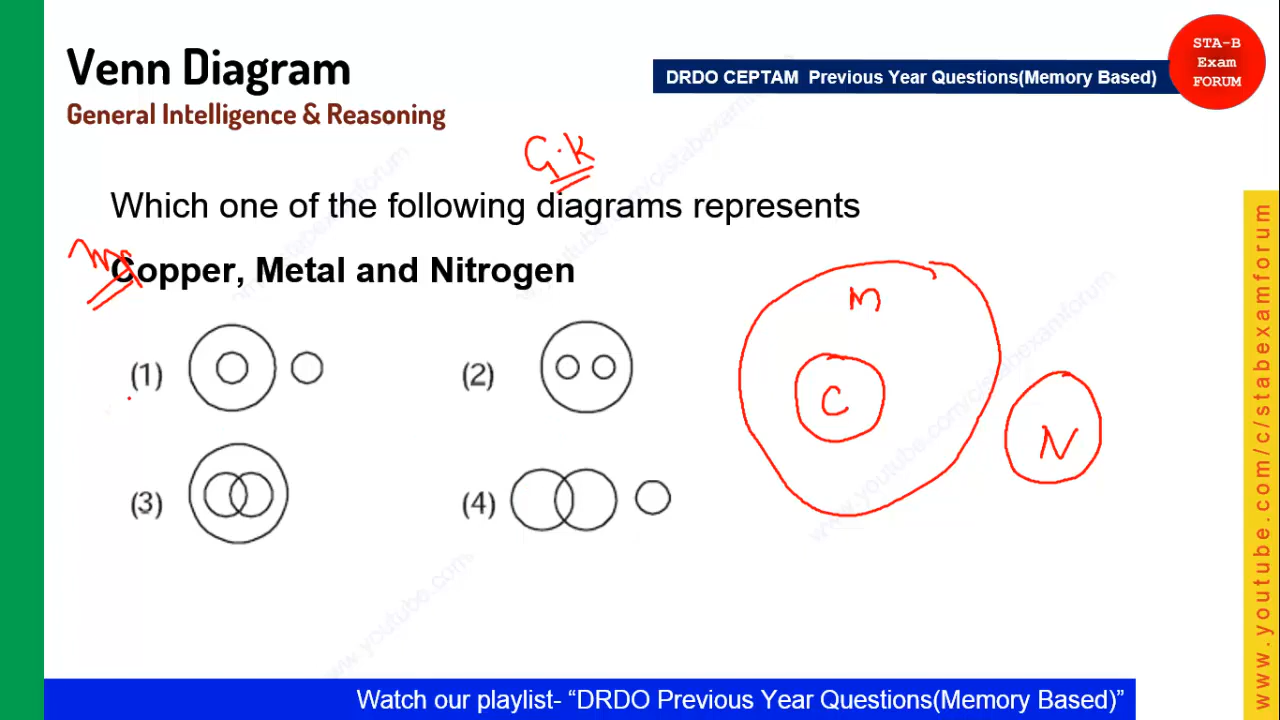 Venn Diagram
General Intelligence & Reasoning
DRDO CEPTAM Previous Year Questions(Memory Based)
STA-B
Exam
FORUM
G.K
Which one of the following diagrams represents
Copper, Metal and Nitrogen
(1)
(2)
(3)
(4)
M
C
N
www.youtube.com/c/stabexamforum
Watch our playlist- “DRDO Previous Year Questions(Memory Based)”